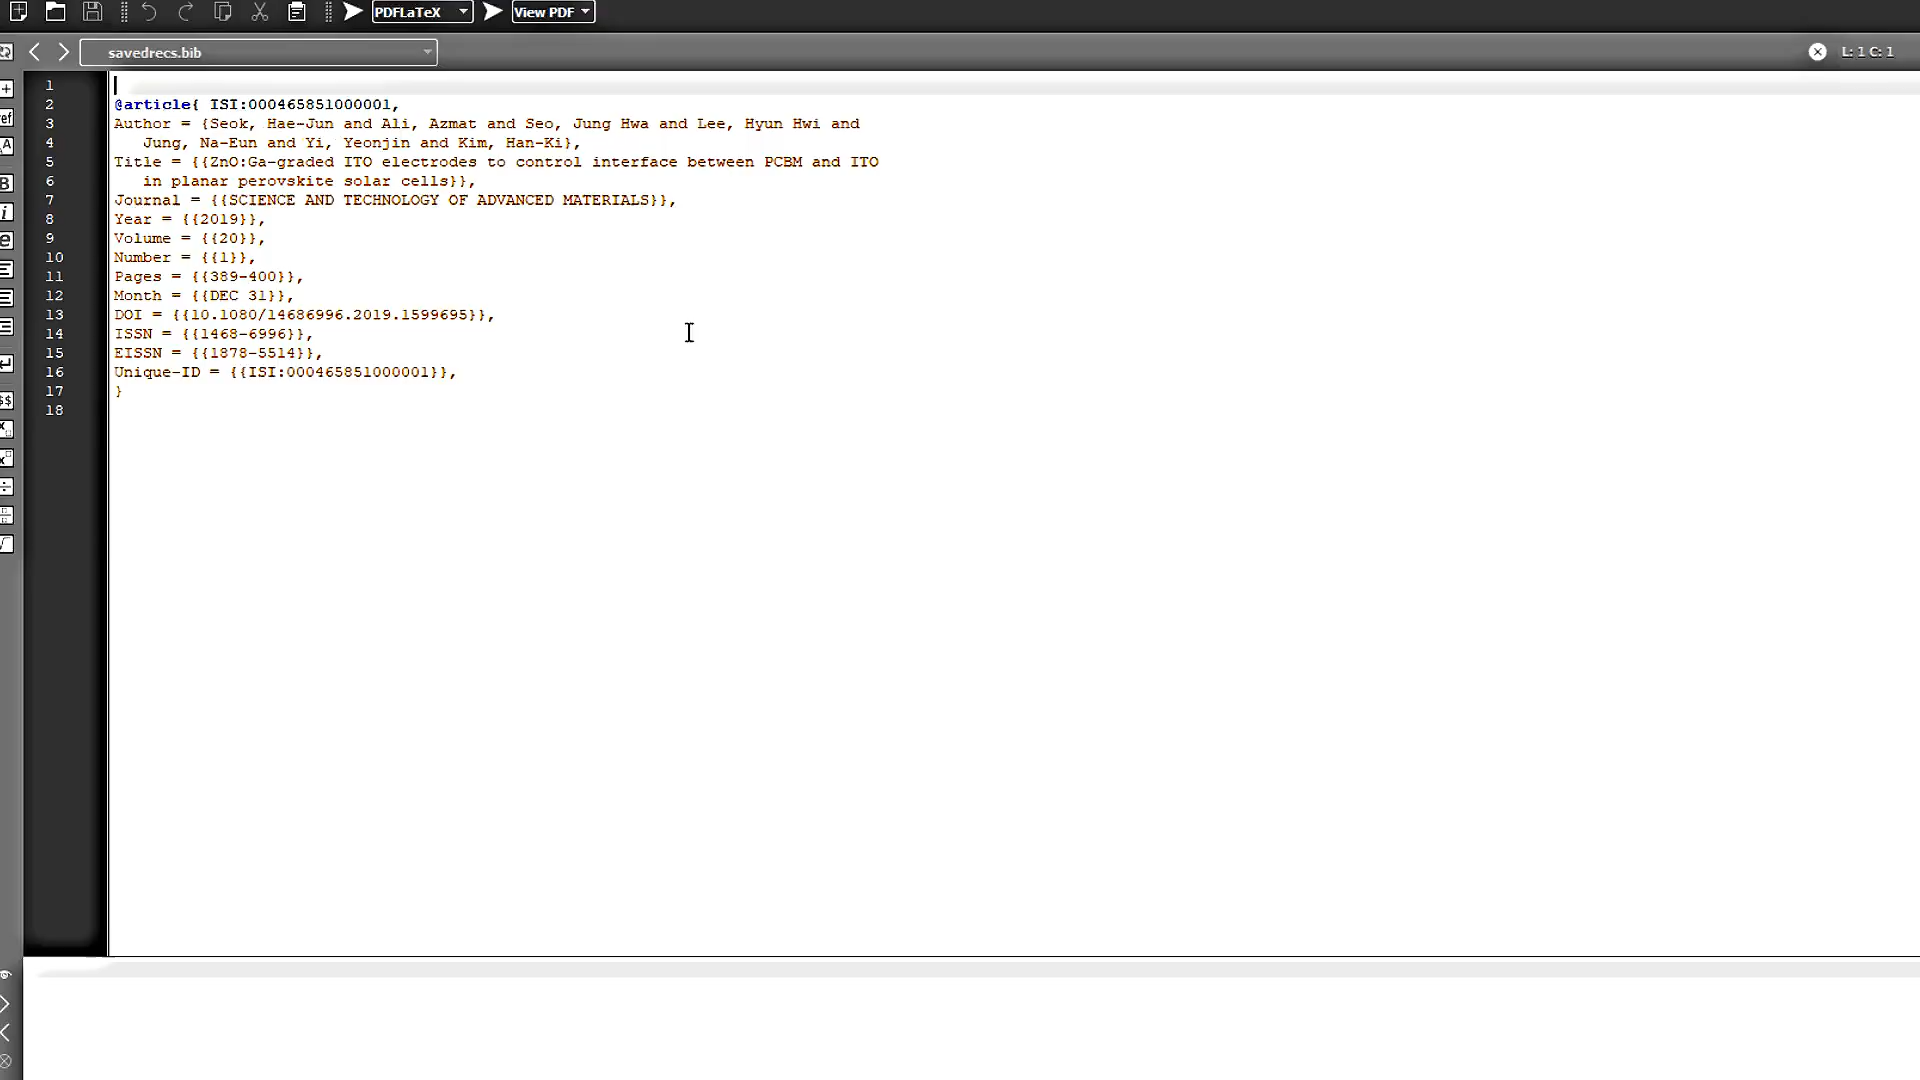 PDFLaTeX View PDF
savedrecs.bib L: 1 C: 1
1
2 @article{ ISI:000465851000001,
3 Author = {Seok, Hae-Jun and Ali, Azmat and Seo, Jung Hwa and Lee, Hyun Hwi and
4 Jung, Na-Eun and Yi, Yeonjin and Kim, Han-Ki},
5 Title = {{ZnO:Ga-graded ITO electrodes to control interface between PCBM and ITO
6 in planar perovskite solar cells}},
7 Journal = {{SCIENCE AND TECHNOLOGY OF ADVANCED MATERIALS}},
8 Year = {{2019}},
9 Volume = {{20}},
10 Number = {{1}},
11 Pages = {{389-400}},
12 Month = {{DEC 31}},
13 DOI = {{10.1080/14686996.2019.1599695}},
14 ISSN = {{1468-6996}},
15 EISSN = {{1878-5514}},
16 Unique-ID = {{ISI:000465851000001}},
17 }
18